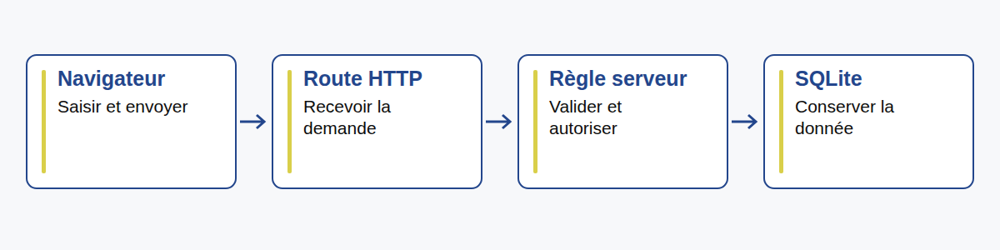 Navigateur
Saisir et envoyer
Route HTTP
Recevoir la
demande
Règle serveur
Valider et
autoriser
SQLite
Conserver la
donnée